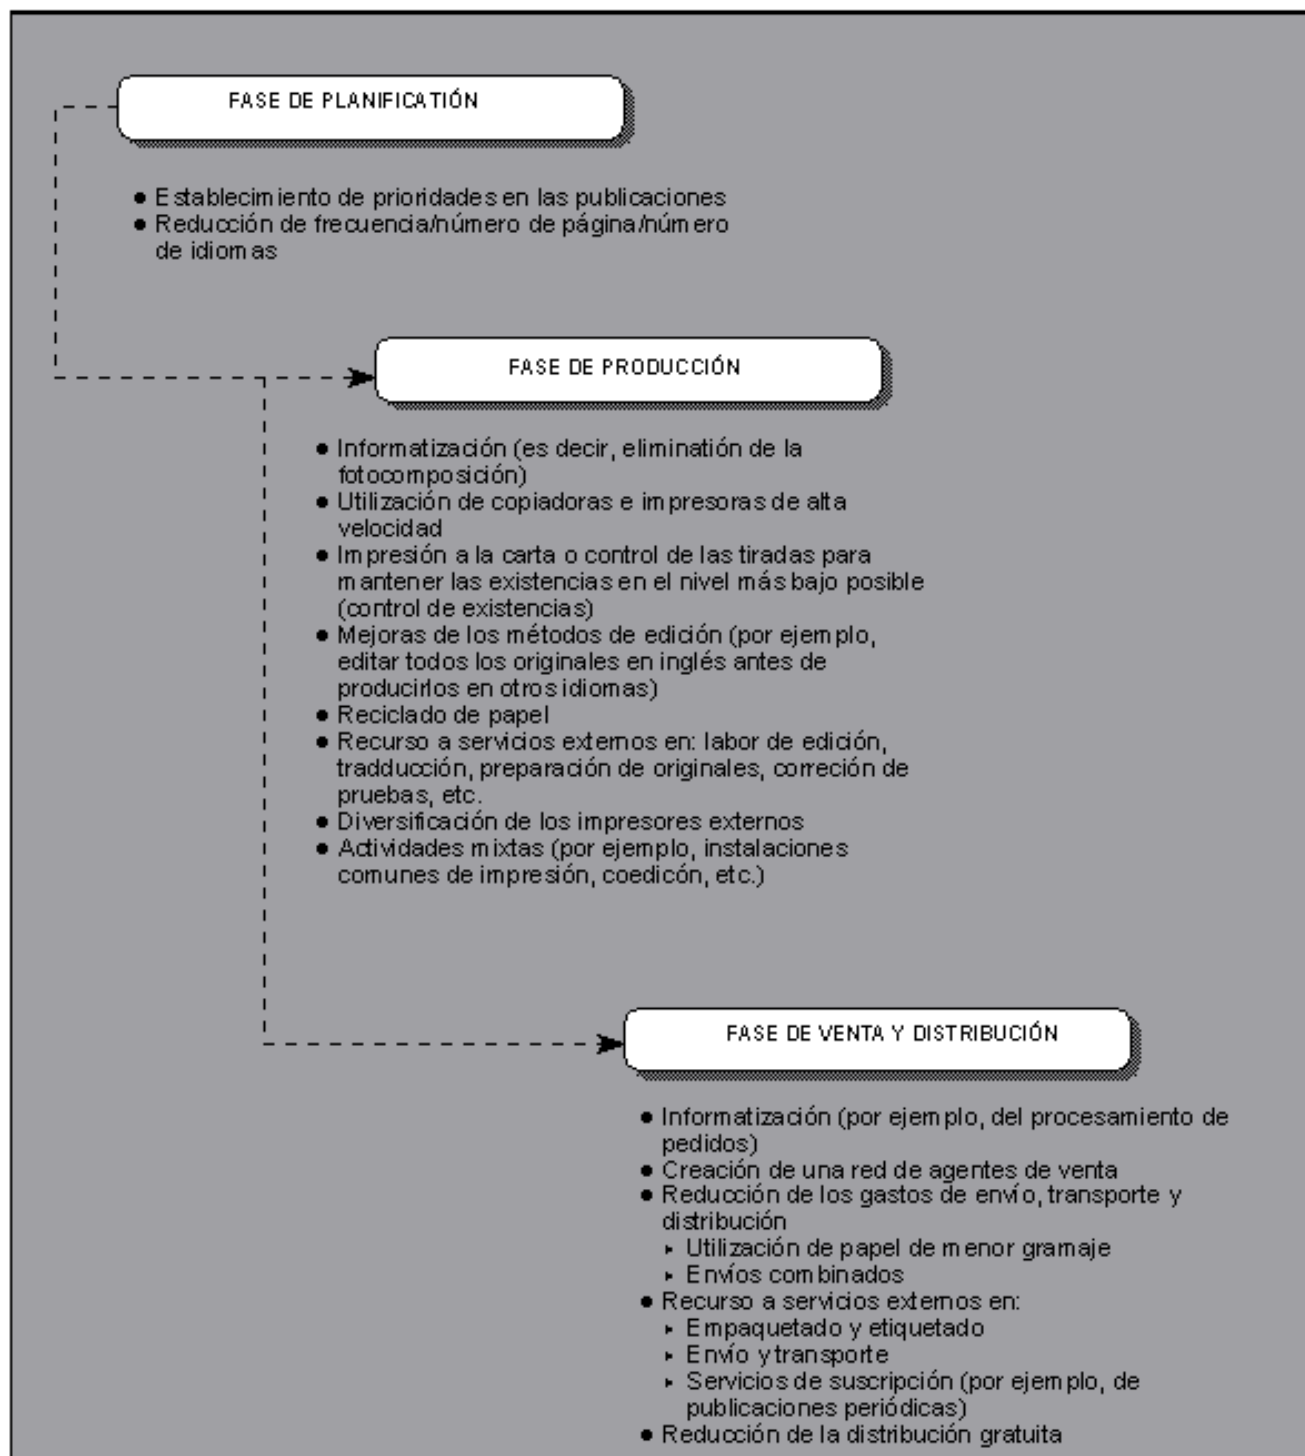 FASE DE PLANIFICATIÓN
● Establecimiento de prioridades en las publicaciones
● Reducción de frecuencia/número de página/número
de idiomas
FASE DE PRODUCCIÓN
● Informatización (es decir, eliminatión de la
fotocomposición)
● Utilización de copiadoras e impresoras de alta
velocidad
● Impresión a la carta o control de las tiradas para
mantener las existencias en el nivel más bajo posible
(control de existencias)
● Mejoras de los métodos de edición (por ejemplo,
editar todos los originales en inglés antes de
producirlos en otros idiomas)
● Reciclado de papel
● Recurso a servicios externos en: labor de edición,
tradducción, preparación de originales, correción de
pruebas, etc.
● Diversificación de los impresores externos
● Actividades mixtas (por ejemplo, instalaciones
comunes de impresión, coedicón, etc.)
FASE DE VENTA Y DISTRIBUCIÓN
● Informatización (por ejemplo, del procesamiento de
pedidos)
● Creación de una red de agentes de venta
● Reducción de los gastos de envío, transporte y
distribución
▸ Utilización de papel de menor gramaje
▸ Envíos combinados
● Recurso a servicios externos en:
▸ Empaquetado y etiquetado
▸ Envío y transporte
▸ Servicios de suscripción (por ejemplo, de
publicaciones periódicas)
● Reducción de la distribución gratuita